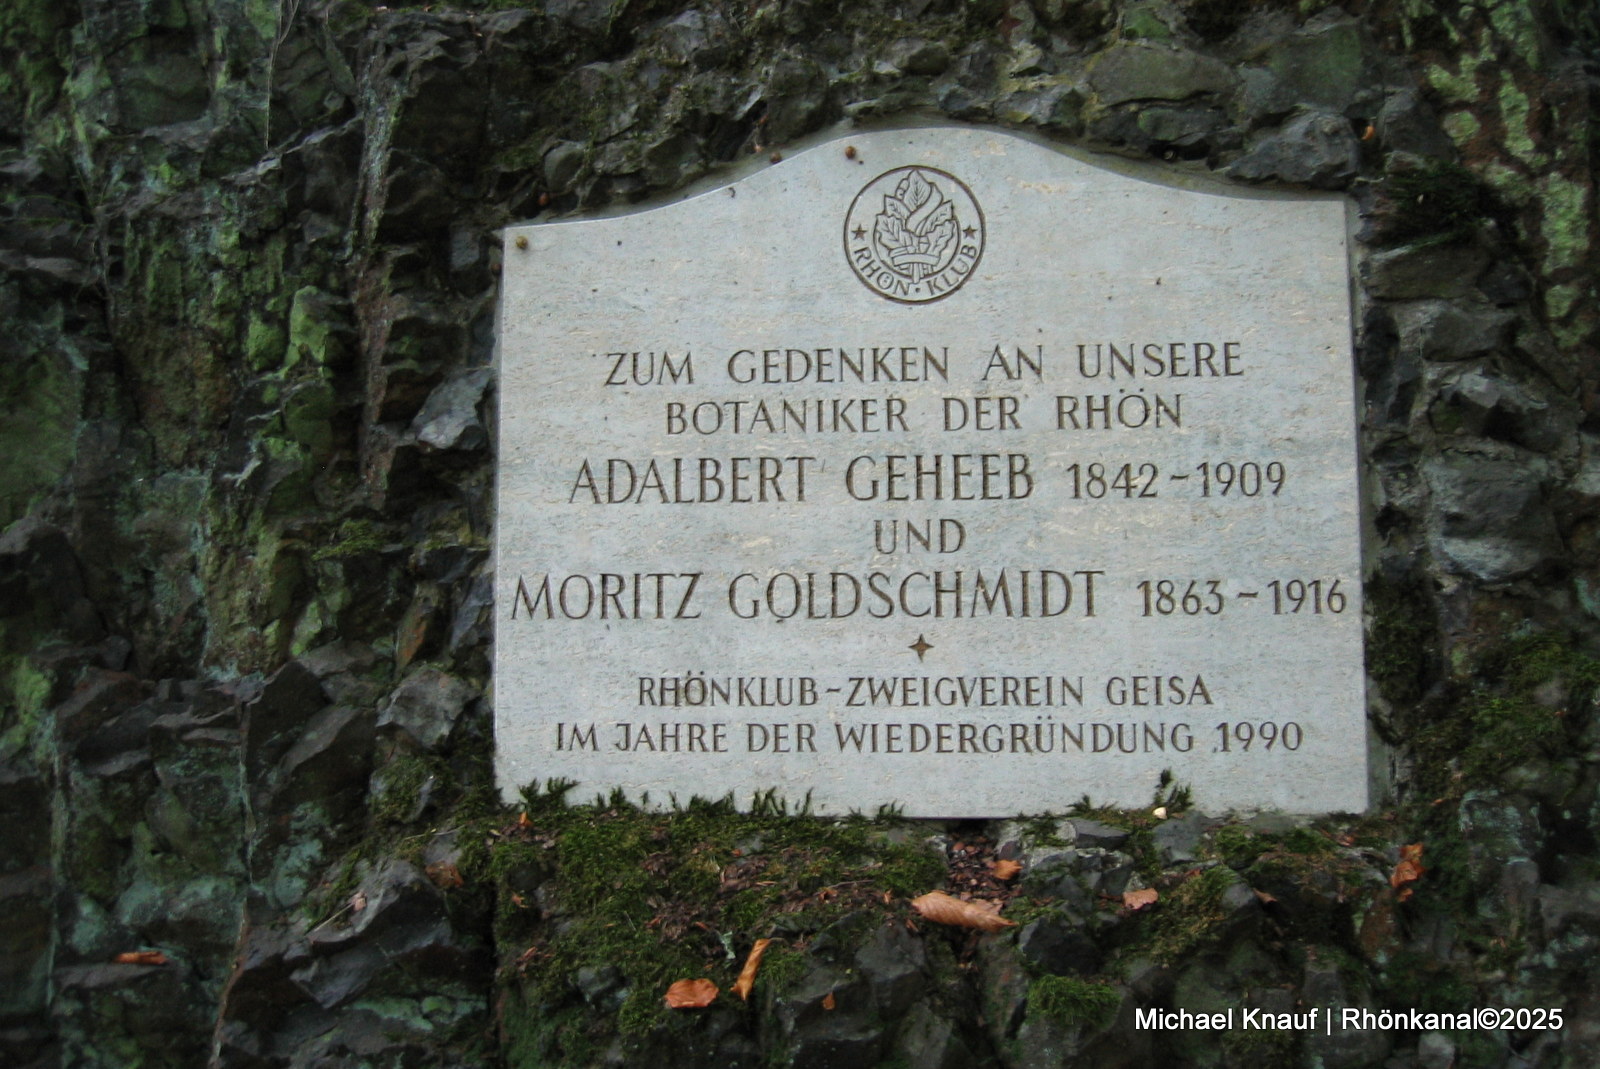 RHÖN · KLUB
ZUM GEDENKEN AN UNSERE
BOTANIKER DER RHÖN
ADALBERT GEHEEB 1842-1909
UND
MORITZ GOLDSCHMIDT 1863-1916
RHÖNKLUB-ZWEIGVEREIN GEISA
IM JAHRE DER WIEDERGRÜNDUNG 1990
Michael Knauf | Rhönkanal©2025